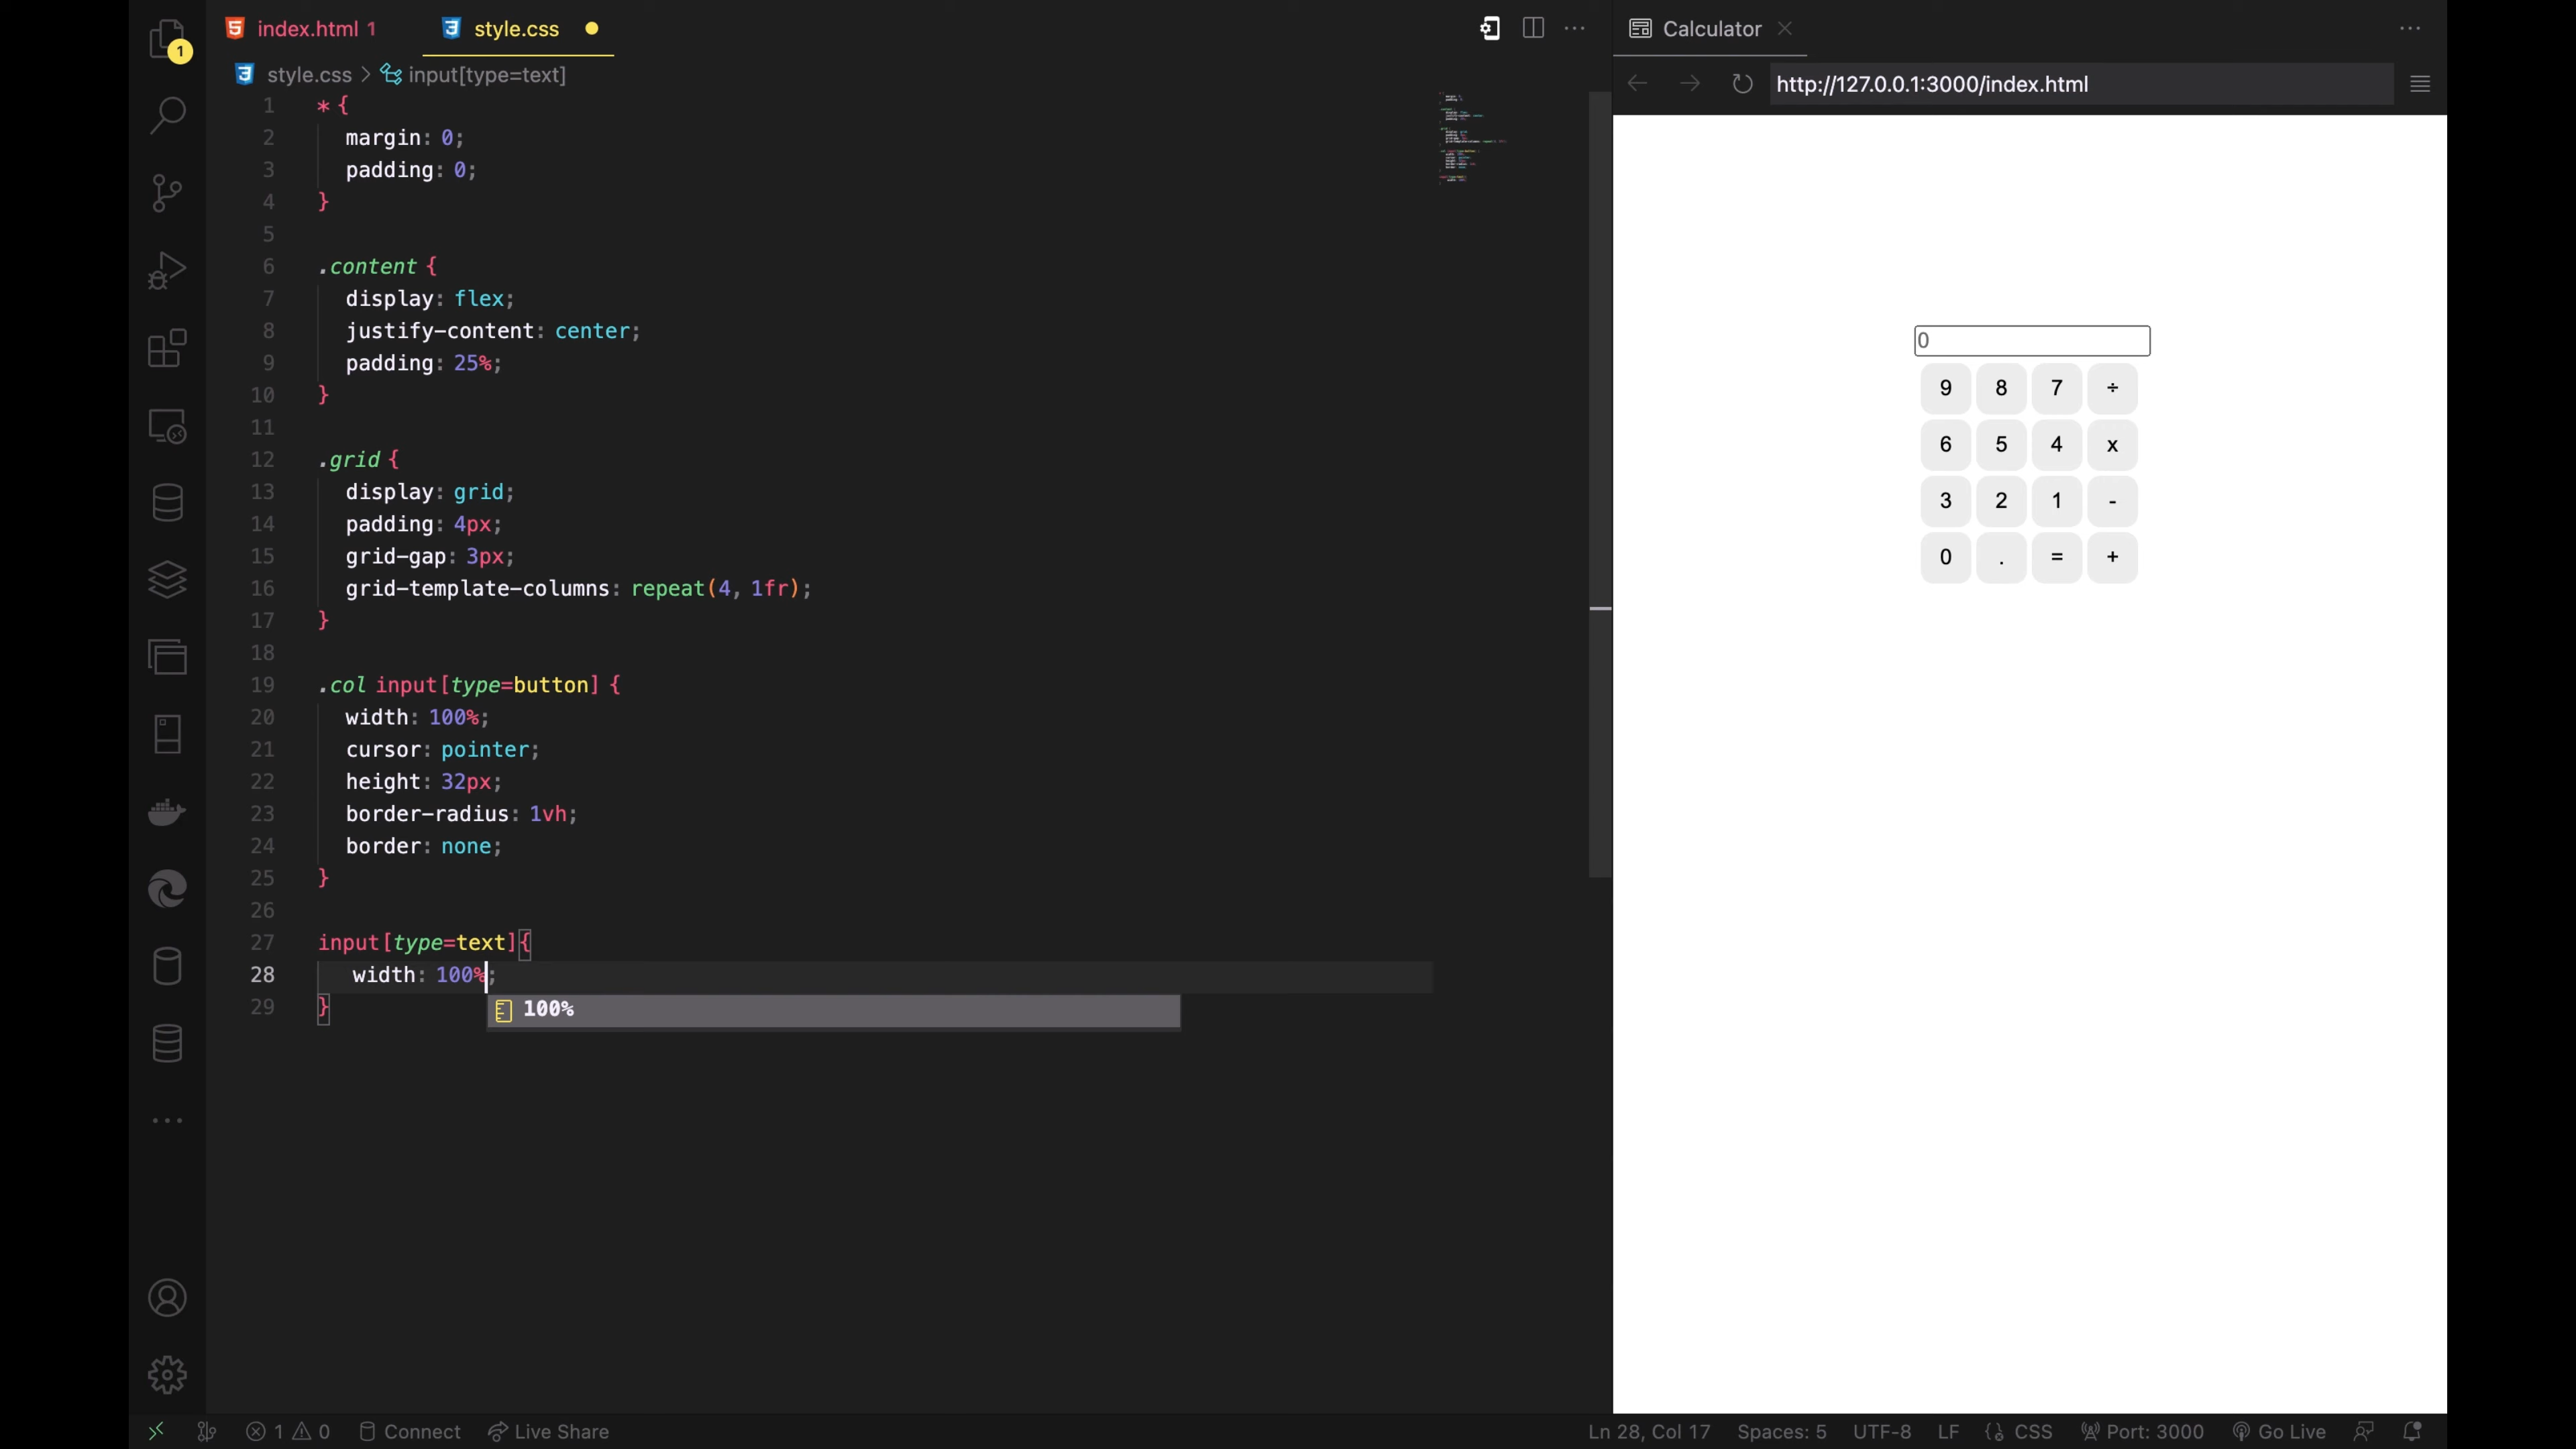 1
index.html 1
style.css
style.css > input[type=text]
1 * {
2 margin: 0;
3 padding: 0;
4 }
5
6 .content {
7 display: flex;
8 justify-content: center;
9 padding: 25%;
10 }
11
12 .grid {
13 display: grid;
14 padding: 4px;
15 grid-gap: 3px;
16 grid-template-columns: repeat(4, 1fr);
17 }
18
19 .col input[type=button] {
20 width: 100%;
21 cursor: pointer;
22 height: 32px;
23 border-radius: 1vh;
24 border: none;
25 }
26
27 input[type=text]{
28 width: 100%;
29 }
100%
Calculator
http://127.0.0.1:3000/index.html
0
9 8 7 ÷
6 5 4 x
3 2 1 -
0 . = +
1 0 Connect Live Share
Ln 28, Col 17 Spaces: 5 UTF-8 LF CSS Port: 3000 Go Live